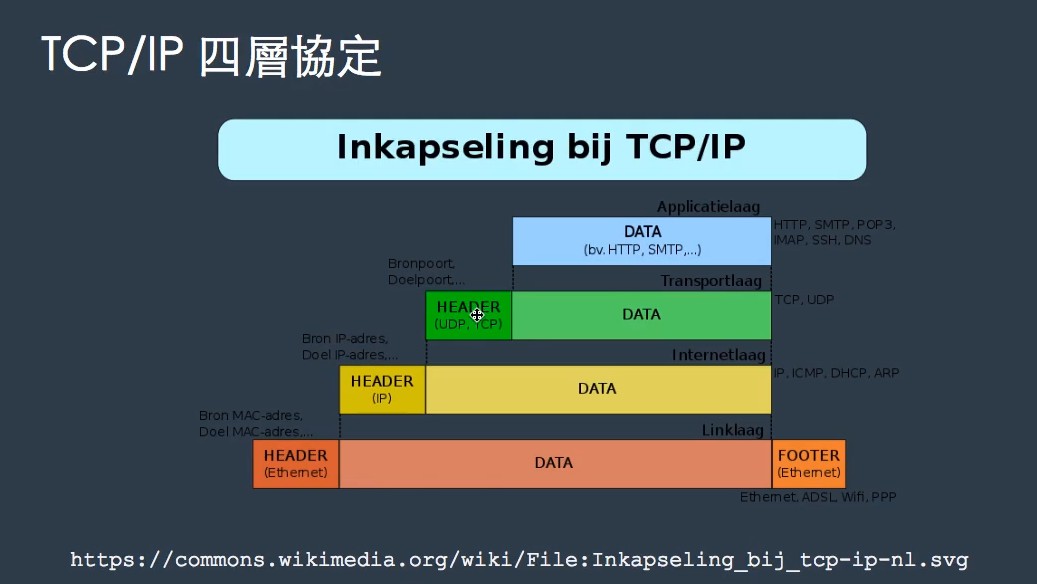 TCP/IP 四層協定
Inkapseling bij TCP/IP
Applicatielaag
DATA
(bv. HTTP, SMTP,...)
HTTP, SMTP, POP3,
IMAP, SSH, DNS
Bronpoort,
Doelpoort,...
Transportlaag
HEADER
(UDP, TCP)
DATA
TCP, UDP
Bron IP-adres,
Doel IP-adres,...
Internetlaag
HEADER
(IP)
DATA
IP, ICMP, DHCP, ARP
Bron MAC-adres,
Doel MAC-adres,...
Linklaag
HEADER
(Ethernet)
DATA
FOOTER
(Ethernet)
Ethernet, ADSL, Wifi, PPP
https://commons.wikimedia.org/wiki/File:Inkapseling_bij_tcp-ip-nl.svg